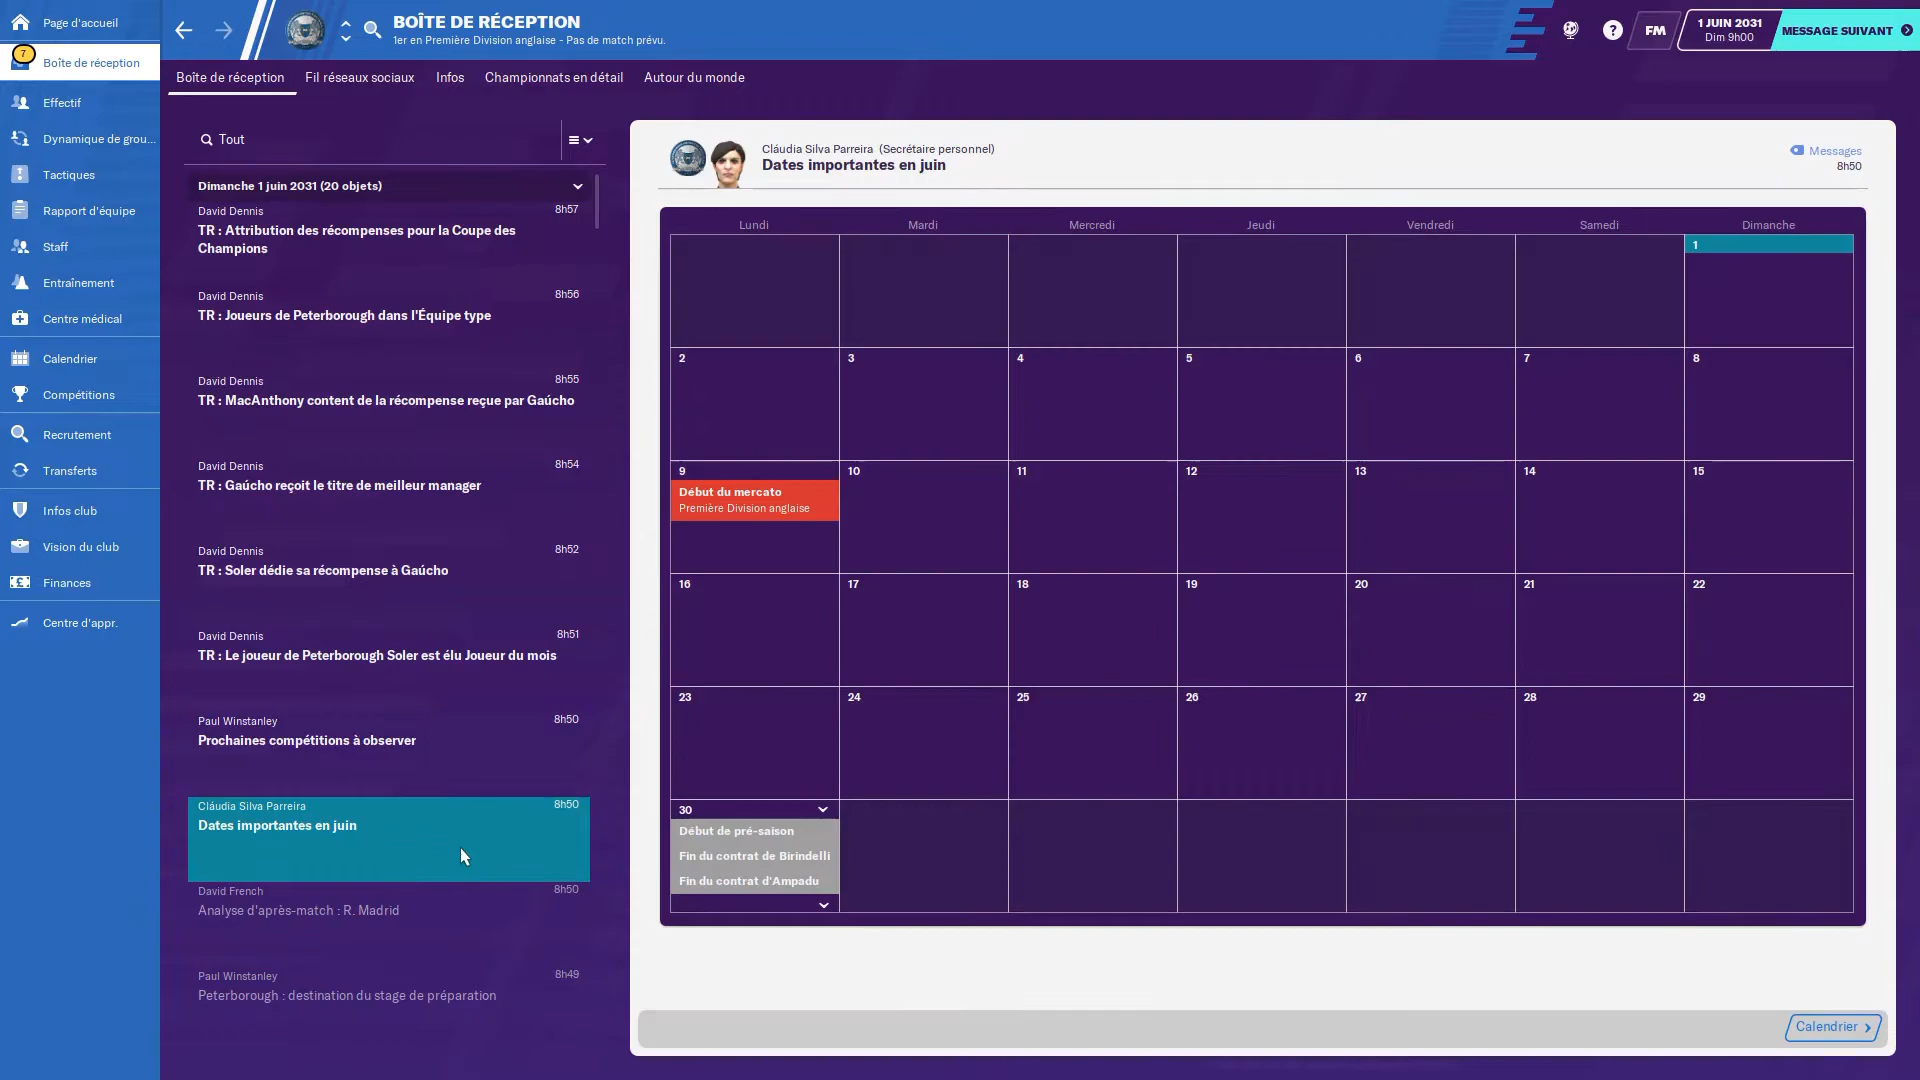 Page d'accueil
7
Boîte de réception
Effectif
Dynamique de grou...
Tactiques
Rapport d'équipe
Staff
Entraînement
Centre médical
Calendrier
Compétitions
Recrutement
Transferts
Infos club
Vision du club
Finances
Centre d'appr.
BOÎTE DE RÉCEPTION
1er en Première Division anglaise - Pas de match prévu.
FM
1 JUIN 2031
Dim 9h00
MESSAGE SUIVANT
Boîte de réception
Fil réseaux sociaux
Infos
Championnats en détail
Autour du monde
Tout
Dimanche 1 juin 2031 (20 objets)
David Dennis 8h57
TR : Attribution des récompenses pour la Coupe des
Champions
David Dennis 8h56
TR : Joueurs de Peterborough dans l'Équipe type
David Dennis 8h55
TR : MacAnthony content de la récompense reçue par Gaúcho
David Dennis 8h54
TR : Gaúcho reçoit le titre de meilleur manager
David Dennis 8h52
TR : Soler dédie sa récompense à Gaúcho
David Dennis 8h51
TR : Le joueur de Peterborough Soler est élu Joueur du mois
Paul Winstanley 8h50
Prochaines compétitions à observer
Cláudia Silva Parreira 8h50
Dates importantes en juin
David French 8h50
Analyse d'après-match : R. Madrid
Paul Winstanley 8h49
Peterborough : destination du stage de préparation
Cláudia Silva Parreira (Secrétaire personnel)
Dates importantes en juin
Messages
8h50
Lundi Mardi Mercredi Jeudi Vendredi Samedi Dimanche
1
2 3 4 5 6 7 8
9 10 11 12 13 14 15
Début du mercato
Première Division anglaise
16 17 18 19 20 21 22
23 24 25 26 27 28 29
30
Début de pré-saison
Fin du contrat de Birindelli
Fin du contrat d'Ampadu
Calendrier